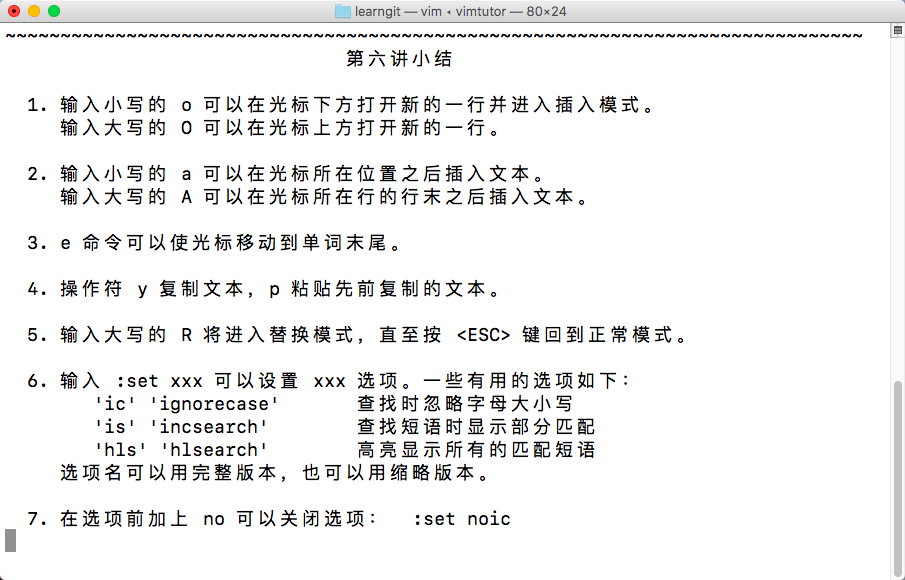 learngit — vim • vimtutor — 80×24
~~~~~~~~~~~~~~~~~~~~~~~~~~~~~~~~~~~~~~~~~~~~~~~~~~~~~~~~~~~~~~~~~~~~~~~~~~~~~~
第六讲小结
1. 输入小写的 o 可以在光标下方打开新的一行并进入插入模式。
输入大写的 O 可以在光标上方打开新的一行。
2. 输入小写的 a 可以在光标所在位置之后插入文本。
输入大写的 A 可以在光标所在行的行末之后插入文本。
3. e 命令可以使光标移动到单词末尾。
4. 操作符 y 复制文本，p 粘贴先前复制的文本。
5. 输入大写的 R 将进入替换模式，直至按 <ESC> 键回到正常模式。
6. 输入 :set xxx 可以设置 xxx 选项。一些有用的选项如下：
'ic' 'ignorecase' 查找时忽略字母大小写
'is' 'incsearch' 查找短语时显示部分匹配
'hls' 'hlsearch' 高亮显示所有的匹配短语
选项名可以用完整版本，也可以用缩略版本。
7. 在选项前加上 no 可以关闭选项： :set noic